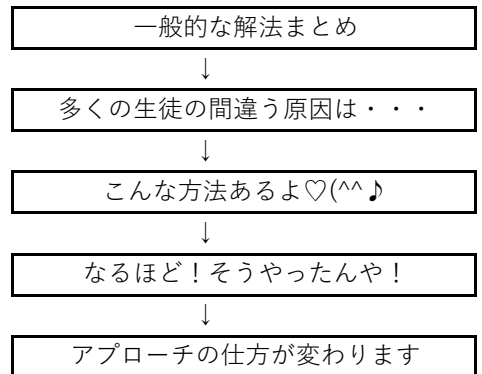 一般的な解法まとめ
↓
多くの生徒の間違う原因は・・・
↓
こんな方法あるよ♡(^^♪
↓
なるほど！そうやったんや！
↓
アプローチの仕方が変わります